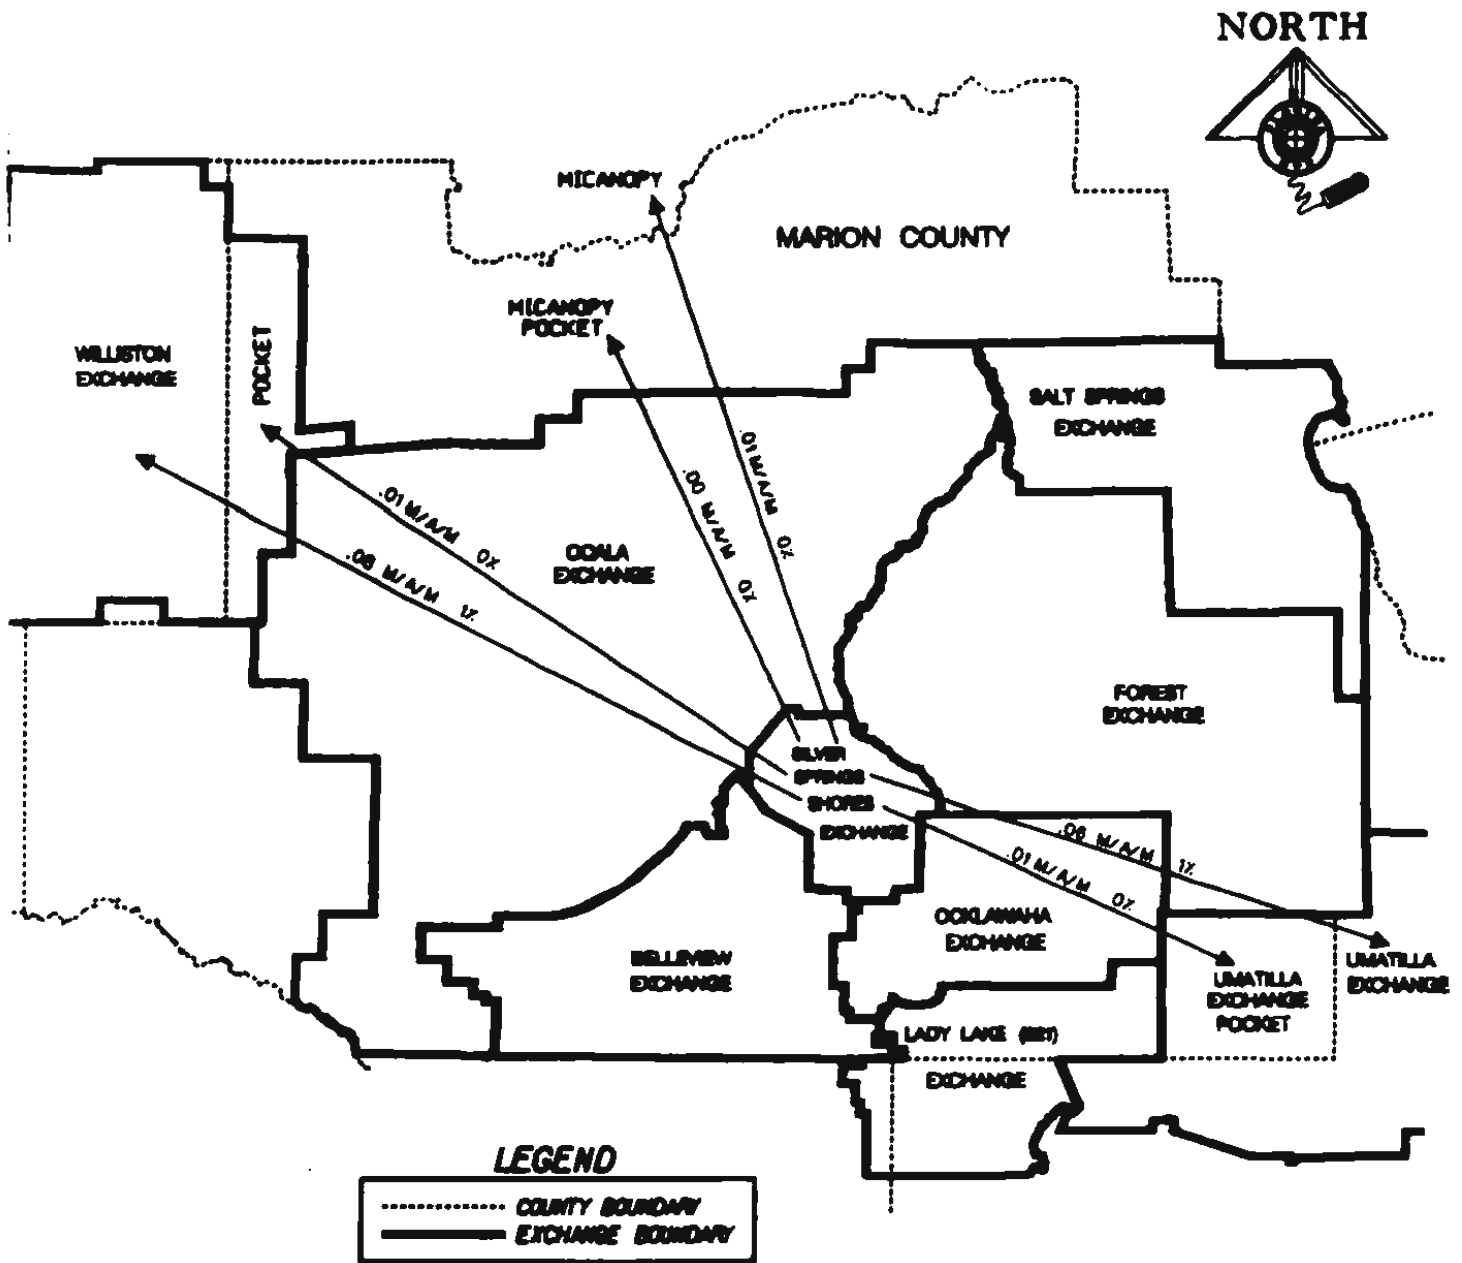 NORTH
MICANOPY
MARION COUNTY
MICANOPY
POCKET
WILLISTON
EXCHANGE
POCKET
SALT SPRINGS
EXCHANGE
.01 M/A/M 0%
.00 M/A/M 0%
.01 M/A/M 0%
.06 M/A/M 1%
OCALA
EXCHANGE
FOREST
EXCHANGE
SILVER
SPRINGS
SHORES
EXCHANGE
.06 M/A/M 1%
.01 M/A/M 0%
OCKLAWAHA
EXCHANGE
BELLEVIEW
EXCHANGE
UMATILLA
EXCHANGE
UMATILLA
EXCHANGE
POCKET
LADY LAKE
EXCHANGE
LEGEND
COUNTY BOUNDARY
EXCHANGE BOUNDARY